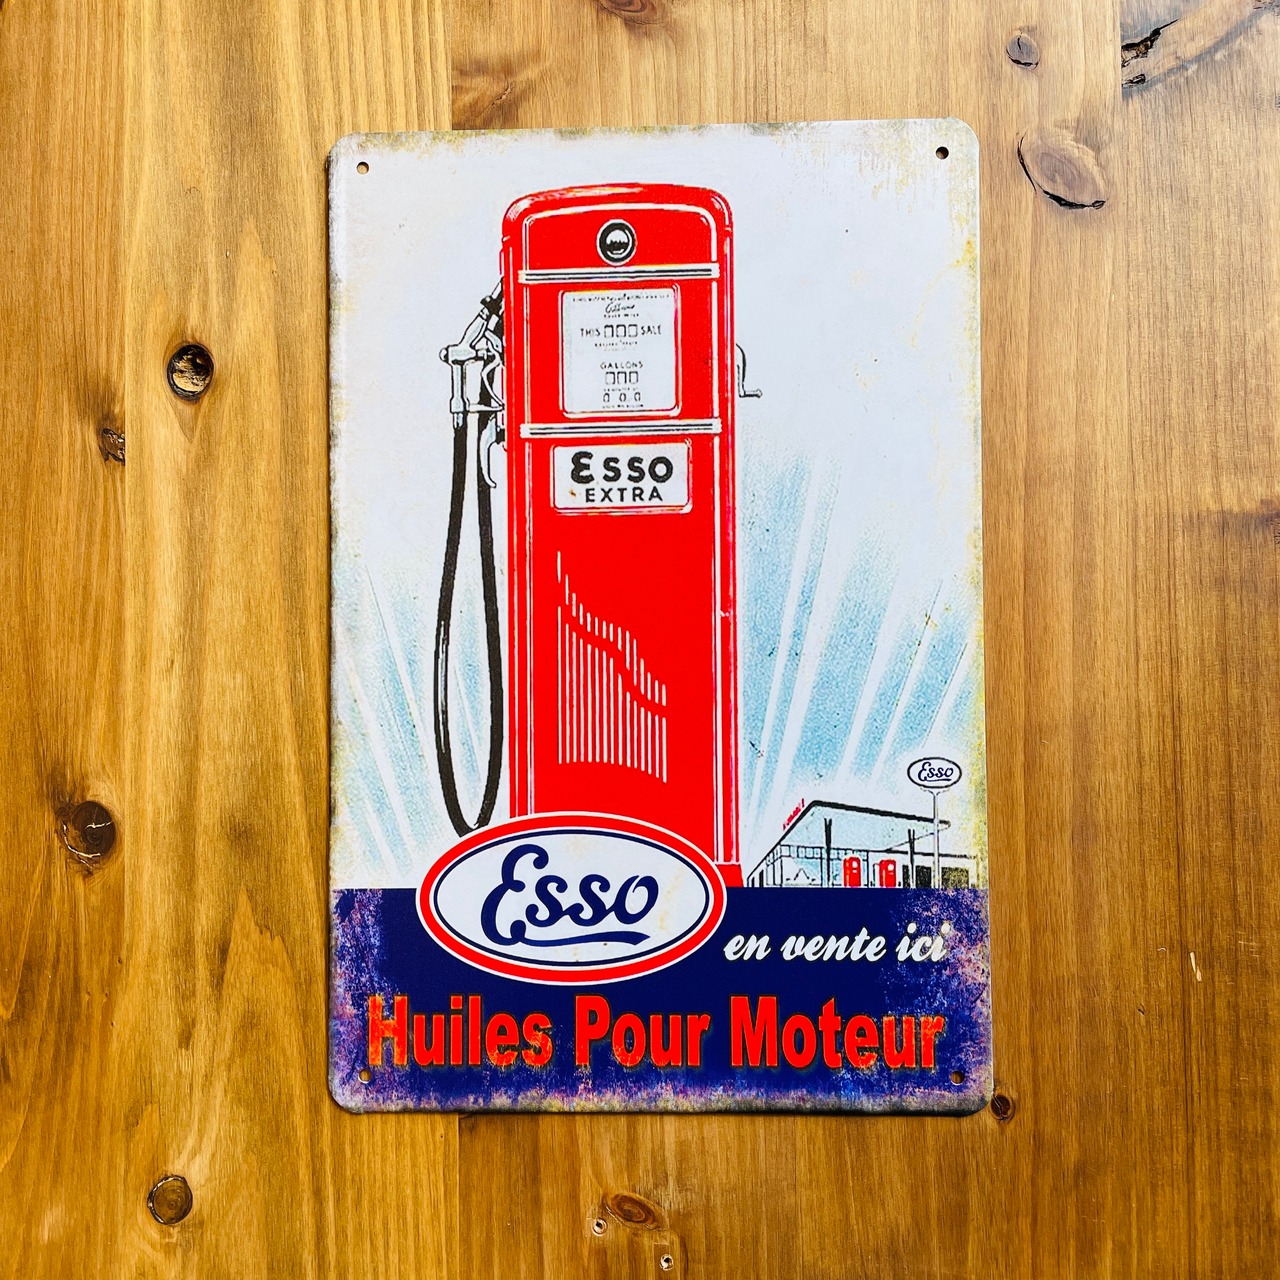 THIS SALE
GALLONS
ESSO
EXTRA
Esso
Esso
en vente ici
Huiles Pour Moteur